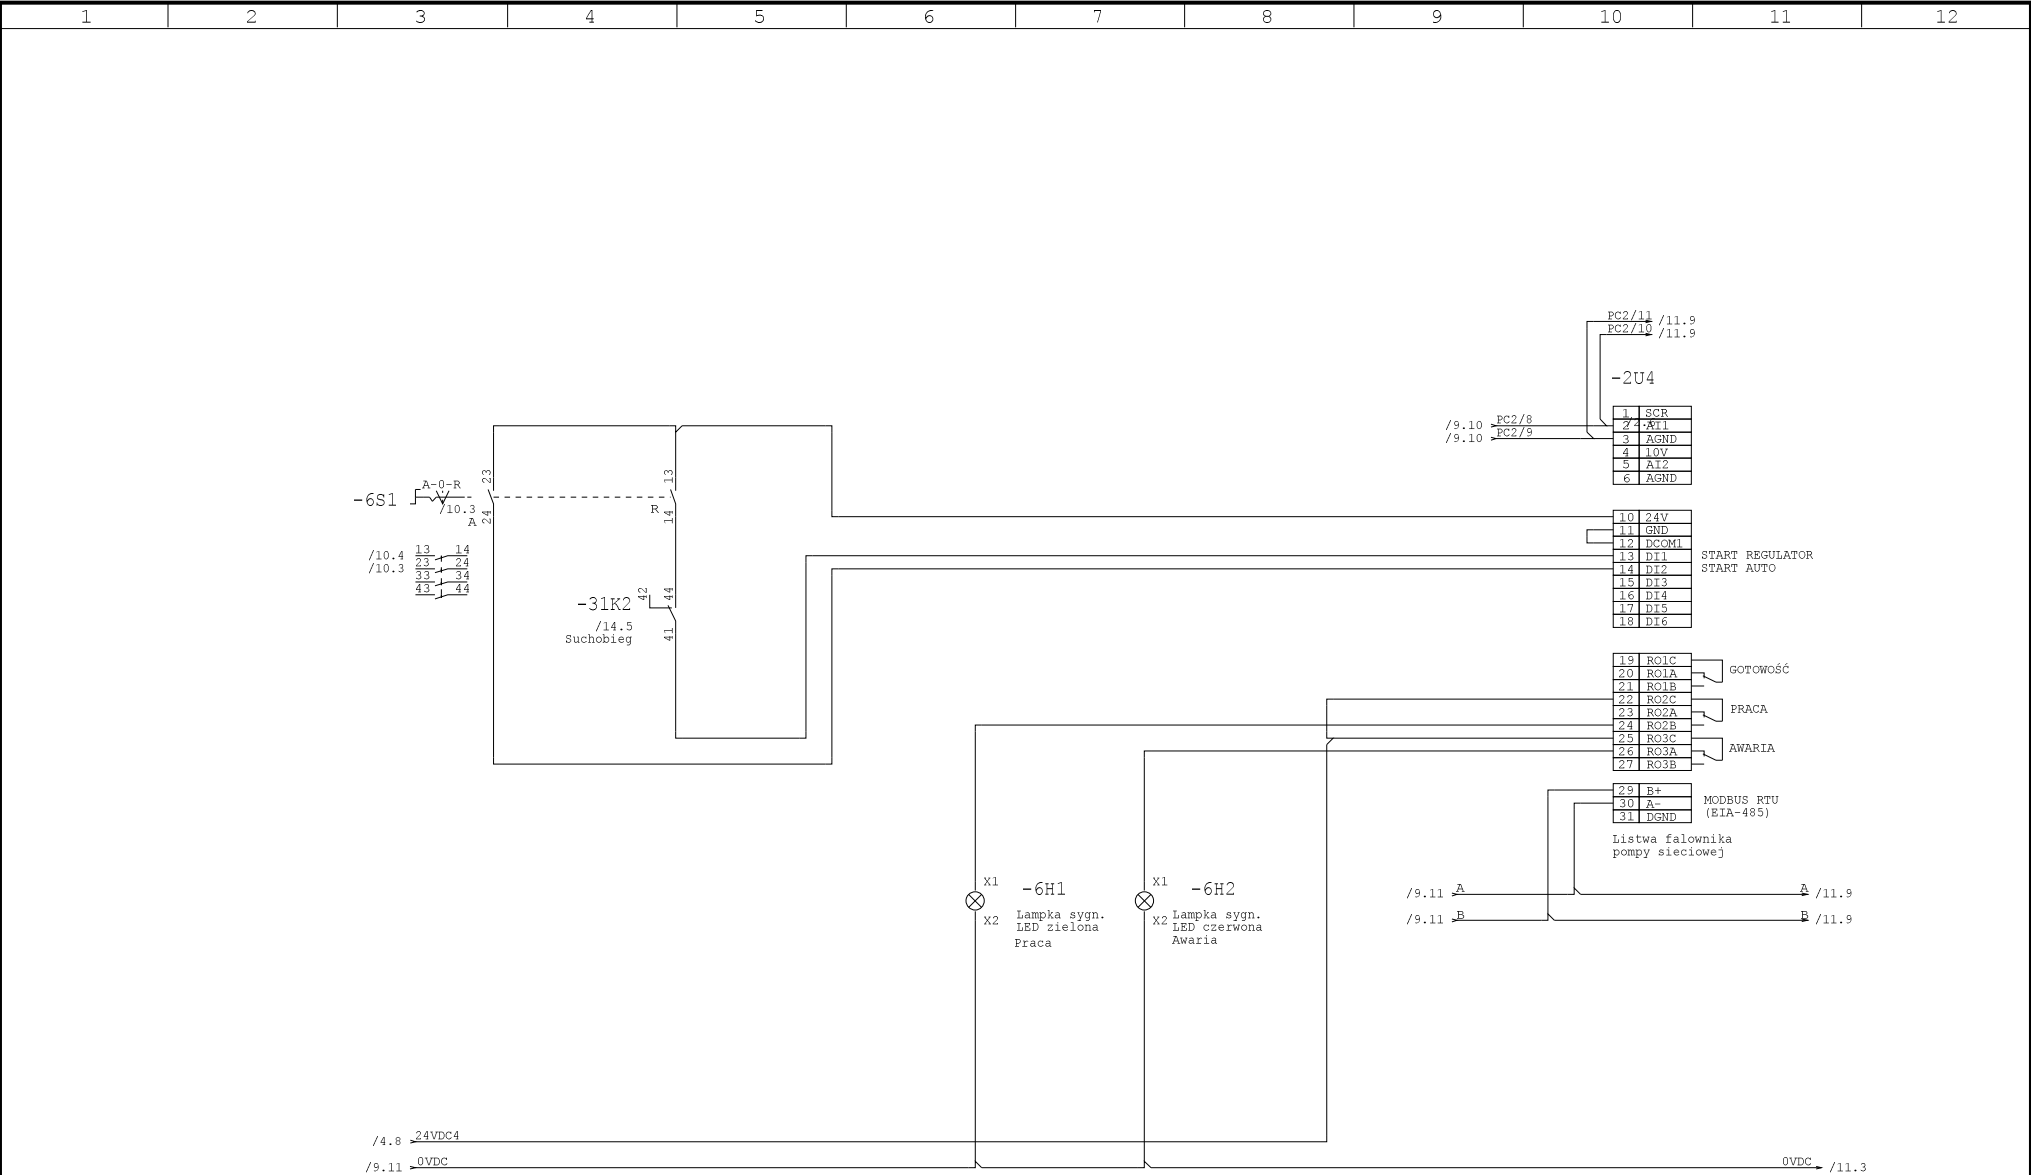 1 2 3 4 5 6 7 8 9 10 11 12
PC2/11 /11.9
PC2/10 /11.9
-2U4
/9.10 PC2/8
/9.10 PC2/9
1 SCR
2 AI1
3 AGND
4 10V
5 AI2
6 AGND
-6S1
A-0-R
/10.3
A
23
24
13
14
R
/10.4 13 14
/10.3 23 24
33 34
43 44
-31K2
/14.5
Suchobieg
42
44
41
10 24V
11 GND
12 DCOM1
13 DI1 START REGULATOR
14 DI2 START AUTO
15 DI3
16 DI4
17 DI5
18 DI6
19 RO1C
20 RO1A
21 RO1B
GOTOWOŚĆ
22 RO2C
23 RO2A
24 RO2B
PRACA
25 RO3C
26 RO3A
27 RO3B
AWARIA
29 B+
30 A-
31 DGND
MODBUS RTU
(EIA-485)
Listwa falownika
pompy sieciowej
X1
X2
-6H1
Lampka sygn.
LED zielona
Praca
X1
X2
-6H2
Lampka sygn.
LED czerwona
Awaria
/9.11 A A /11.9
/9.11 B B /11.9
/4.8 24VDC4
/9.11 0VDC 0VDC /11.3